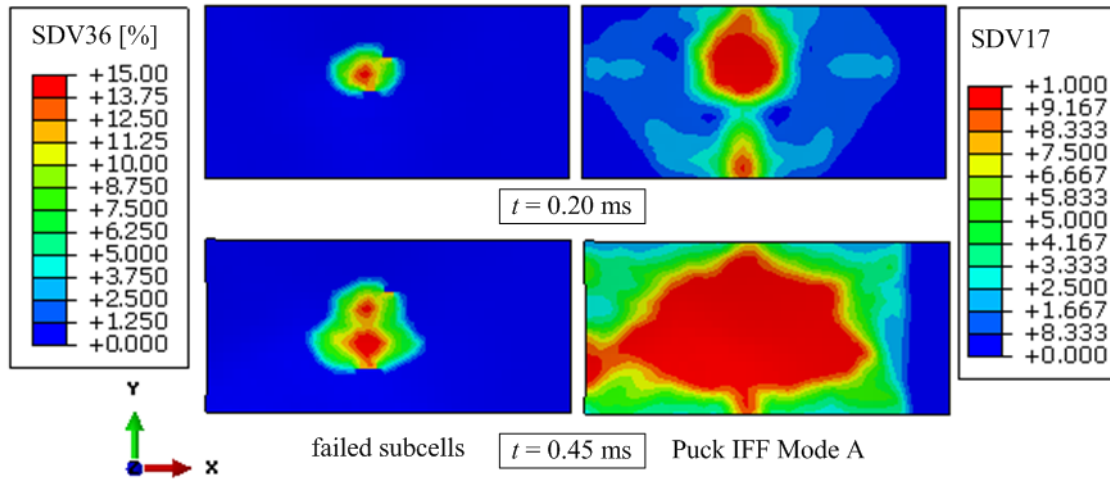 SDV36 [%]
+15.00
+13.75
+12.50
+11.25
+10.00
+8.750
+7.500
+6.250
+5.000
+3.750
+2.500
+1.250
+0.000
SDV17
+1.000
+9.167
+8.333
+7.500
+6.667
+5.833
+5.000
+4.167
+3.333
+2.500
+1.667
+8.333
+0.000
t = 0.20 ms
Y
X
Z
failed subcells
t = 0.45 ms
Puck IFF Mode A